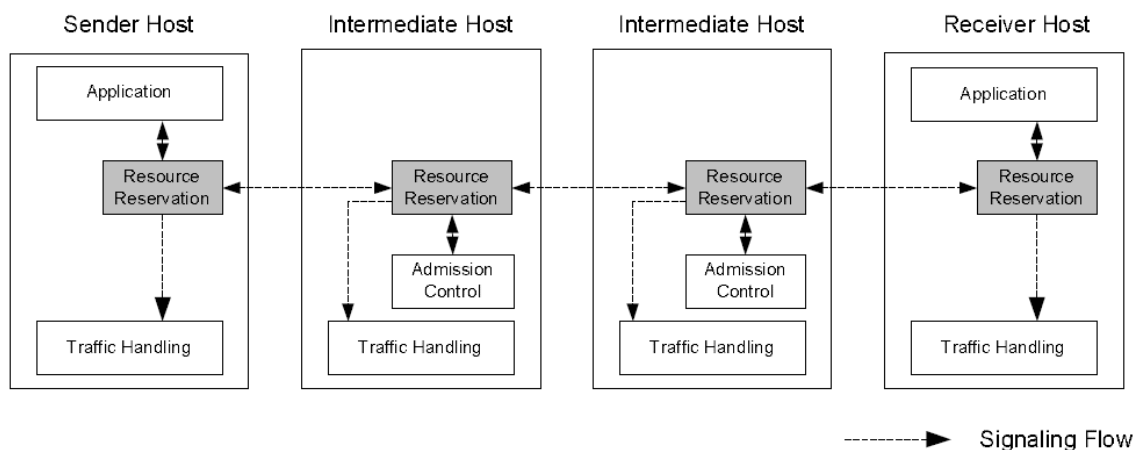 Sender Host
Intermediate Host
Intermediate Host
Receiver Host
Application
Application
Resource
Reservation
Resource
Reservation
Resource
Reservation
Resource
Reservation
Admission
Control
Admission
Control
Traffic Handling
Traffic Handling
Traffic Handling
Traffic Handling
Signaling Flow